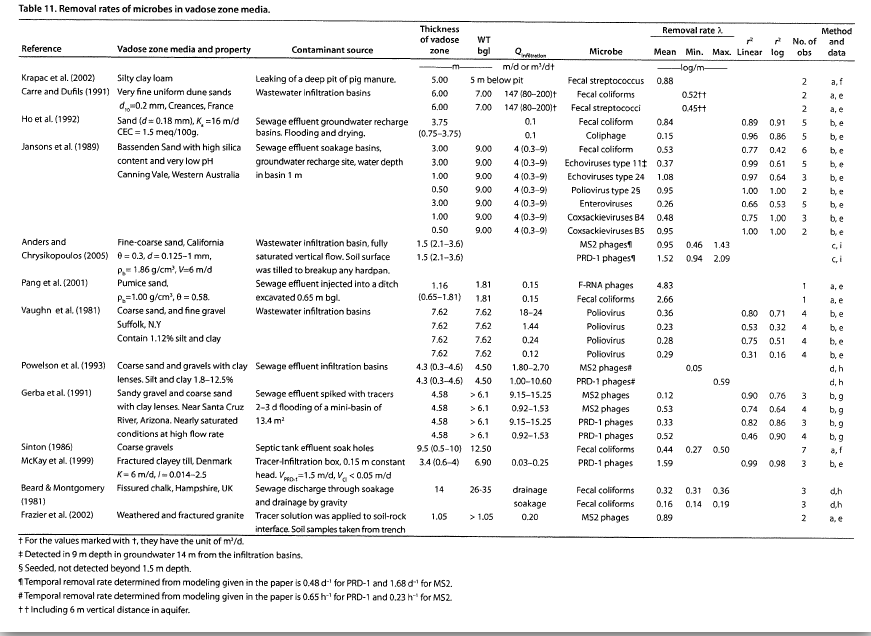 Table 11. Removal rates of microbes in vadose zone media.
Thickness Removal rate λ Method
of vadose WT r² r² No. of and
Reference Vadose zone media and property Contaminant source zone bgl Qinfiltration Microbe Mean Min. Max. Linear log obs data
m m/d or m³/d† log/m
Krapac et al. (2002) Silty clay loam Leaking of a deep pit of pig manure. 5.00 5 m below pit Fecal streptococcus 0.88 2 a, f
Carre and Dufils (1991) Very fine uniform dune sands Wastewater infiltration basins 6.00 7.00 147 (80–200)† Fecal coliforms 0.52†† 2 a, e
d₁₀=0.2 mm, Creances, France 6.00 7.00 147 (80–200)† Fecal streptococci 0.45†† 2 a, e
Ho et al. (1992) Sand (d = 0.18 mm), Kₛ =16 m/d Sewage effluent groundwater recharge 3.75 0.1 Fecal coliform 0.84 0.89 0.91 5 b, e
CEC = 1.5 meq/100g. basins. Flooding and drying. (0.75–3.75) 0.1 Coliphage 0.15 0.96 0.86 5 b, e
Jansons et al. (1989) Bassenden Sand with high silica Sewage effluent soakage basins, 3.00 9.00 4 (0.3–9) Fecal coliform 0.53 0.77 0.42 6 b, e
content and very low pH groundwater recharge site, water depth 3.00 9.00 4 (0.3–9) Echoviruses type 11‡ 0.37 0.99 0.61 5 b, e
Canning Vale, Western Australia in basin 1 m 1.00 9.00 4 (0.3–9) Echoviruses type 24 1.08 0.97 0.64 3 b, e
0.50 9.00 4 (0.3–9) Poliovirus type 2§ 0.95 1.00 1.00 2 b, e
3.00 9.00 4 (0.3–9) Enteroviruses 0.26 0.66 0.53 5 b, e
1.00 9.00 4 (0.3–9) Coxsackieviruses B4 0.48 0.75 1.00 3 b, e
0.50 9.00 4 (0.3–9) Coxsackieviruses B5 0.95 1.00 1.00 2 b, e
Anders and Fine-coarse sand, California Wastewater infiltration basin, fully 1.5 (2.1–3.6) MS2 phages¶ 0.95 0.46 1.43 c, i
Chrysikopoulos (2005) θ = 0.3, d = 0.125–1 mm, saturated vertical flow. Soil surface 1.5 (2.1–3.6) PRD-1 phages¶ 1.52 0.94 2.09 c, i
ρb= 1.86 g/cm³, V=6 m/d was tilled to breakup any hardpan.
Pang et al. (2001) Pumice sand, Sewage effluent injected into a ditch 1.16 1.81 0.15 F-RNA phages 4.83 1 a, e
ρb=1.00 g/cm³, θ = 0.58. excavated 0.65 m bgl. (0.65–1.81) 1.81 0.15 Fecal coliforms 2.66 1 a, e
Vaughn et al. (1981) Coarse sand, and fine gravel Wastewater infiltration basins 7.62 7.62 18–24 Poliovirus 0.36 0.80 0.71 4 b, e
Suffolk, N.Y 7.62 7.62 1.44 Poliovirus 0.23 0.53 0.32 4 b, e
Contain 1.12% silt and clay 7.62 7.62 0.24 Poliovirus 0.28 0.75 0.51 4 b, e
7.62 7.62 0.12 Poliovirus 0.29 0.31 0.16 4 b, e
Powelson et al. (1993) Coarse sand and gravels with clay Sewage effluent infiltration basins 4.3 (0.3–4.6) 4.50 1.80–2.70 MS2 phages# 0.05 d, h
lenses. Silt and clay 1.8–12.5% 4.3 (0.3–4.6) 4.50 1.00–10.60 PRD-1 phages# 0.59 d, h
Gerba et al. (1991) Sandy gravel and coarse sand Sewage effluent spiked with tracers 4.58 > 6.1 9.15–15.25 MS2 phages 0.12 0.90 0.76 3 b, g
with clay lenses. Near Santa Cruz 2–3 d flooding of a mini-basin of 4.58 > 6.1 0.92–1.53 MS2 phages 0.53 0.74 0.64 4 b, g
River, Arizona. Nearly saturated 13.4 m² 4.58 > 6.1 9.15–15.25 PRD-1 phages 0.33 0.82 0.86 3 b, g
conditions at high flow rate 4.58 > 6.1 0.92–1.53 PRD-1 phages 0.52 0.46 0.90 4 b, g
Sinton (1986) Coarse gravels Septic tank effluent soak holes 9.5 (0.5–10) 12.50 Fecal coliforms 0.44 0.27 0.50 7 a, f
McKay et al. (1999) Fractured clayey till, Denmark Tracer-Infiltration box, 0.15 m constant 3.4 (0.6–4) 6.90 0.03–0.25 PRD-1 phages 1.59 0.99 0.98 3 b, e
K = 6 m/d, I = 0.014–2.5 head. VPRD-1=1.5 m/d, VCl < 0.05 m/d
Beard & Montgomery Fissured chalk, Hampshire, UK Sewage discharge through soakage 14 26-35 drainage Fecal coliforms 0.32 0.31 0.36 3 d,h
(1981) and drainage by gravity soakage Fecal coliforms 0.16 0.14 0.19 3 d,h
Frazier et al. (2002) Weathered and fractured granite Tracer solution was applied to soil-rock 1.05 > 1.05 0.20 MS2 phages 0.89 2 a, e
interface. Soil samples taken from trench
† For the values marked with †, they have the unit of m³/d.
‡ Detected in 9 m depth in groundwater 14 m from the infiltration basins.
§ Seeded, not detected beyond 1.5 m depth.
¶ Temporal removal rate determined from modeling given in the paper is 0.48 d⁻¹ for PRD-1 and 1.68 d⁻¹ for MS2.
# Temporal removal rate determined from modeling given in the paper is 0.65 h⁻¹ for PRD-1 and 0.23 h⁻¹ for MS2.
†† Including 6 m vertical distance in aquifer.